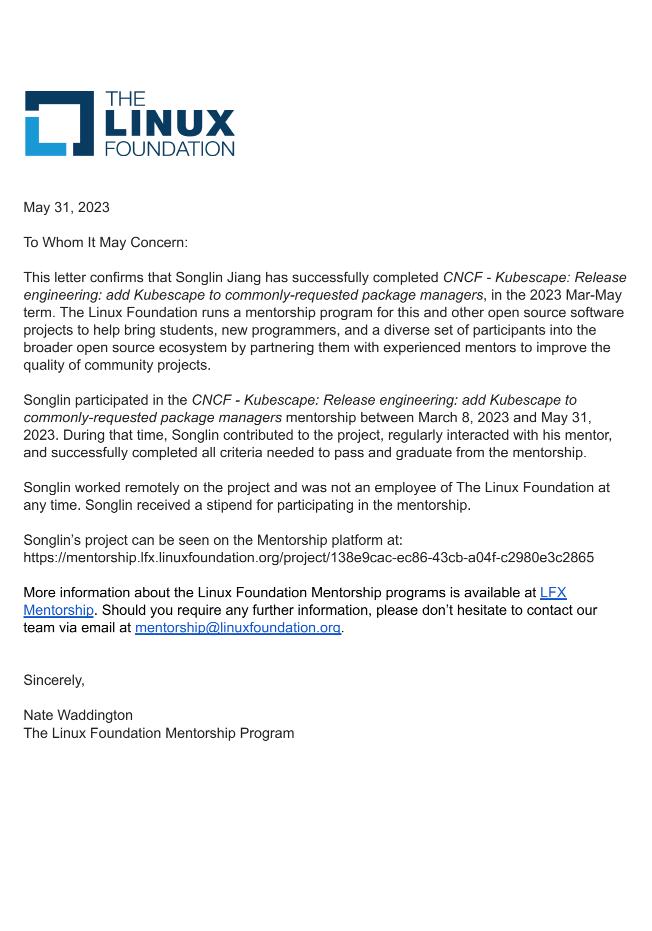 THE
LINUX
FOUNDATION
May 31, 2023
To Whom It May Concern:
This letter confirms that Songlin Jiang has successfully completed CNCF - Kubescape: Release
engineering: add Kubescape to commonly-requested package managers, in the 2023 Mar-May
term. The Linux Foundation runs a mentorship program for this and other open source software
projects to help bring students, new programmers, and a diverse set of participants into the
broader open source ecosystem by partnering them with experienced mentors to improve the
quality of community projects.
Songlin participated in the CNCF - Kubescape: Release engineering: add Kubescape to
commonly-requested package managers mentorship between March 8, 2023 and May 31,
2023. During that time, Songlin contributed to the project, regularly interacted with his mentor,
and successfully completed all criteria needed to pass and graduate from the mentorship.
Songlin worked remotely on the project and was not an employee of The Linux Foundation at
any time. Songlin received a stipend for participating in the mentorship.
Songlin’s project can be seen on the Mentorship platform at:
https://mentorship.lfx.linuxfoundation.org/project/138e9cac-ec86-43cb-a04f-c2980e3c2865
More information about the Linux Foundation Mentorship programs is available at LFX
Mentorship. Should you require any further information, please don’t hesitate to contact our
team via email at mentorship@linuxfoundation.org.
Sincerely,
Nate Waddington
The Linux Foundation Mentorship Program